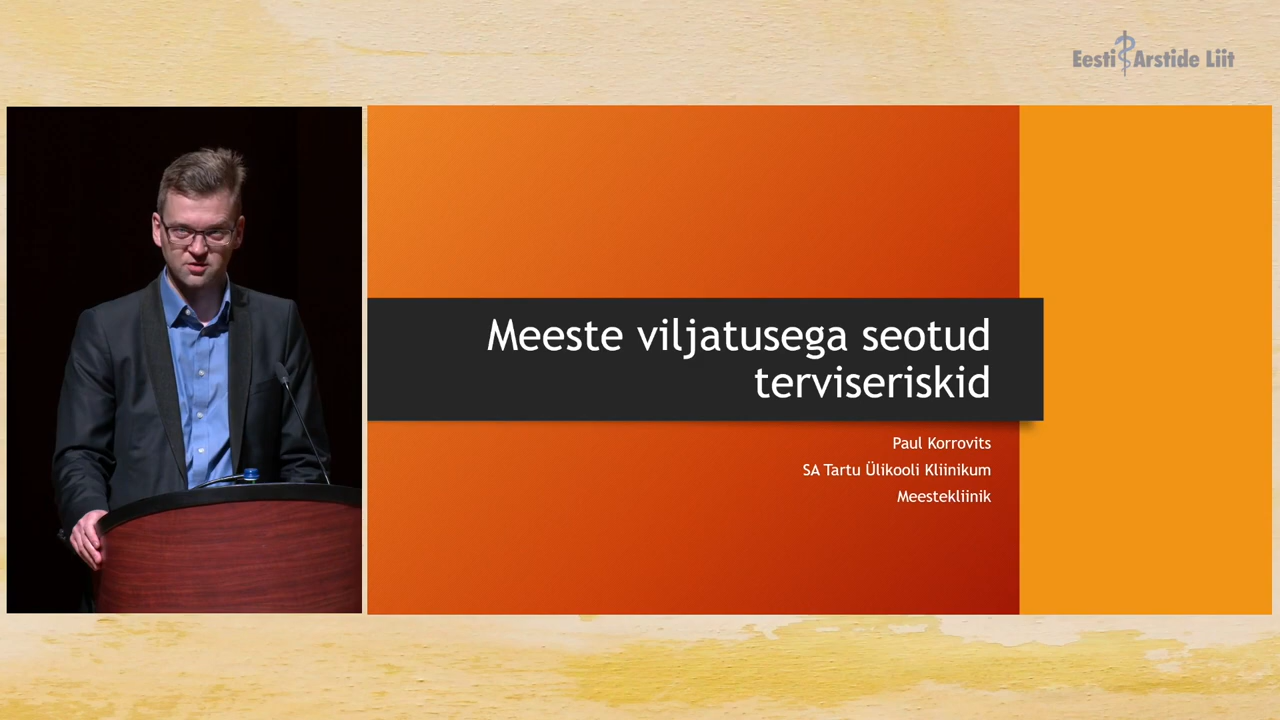 Eesti Arstide Liit
Meeste viljatusega seotud
terviseriskid
Paul Korrovits
SA Tartu Ülikooli Kliinikum
Meestekliinik